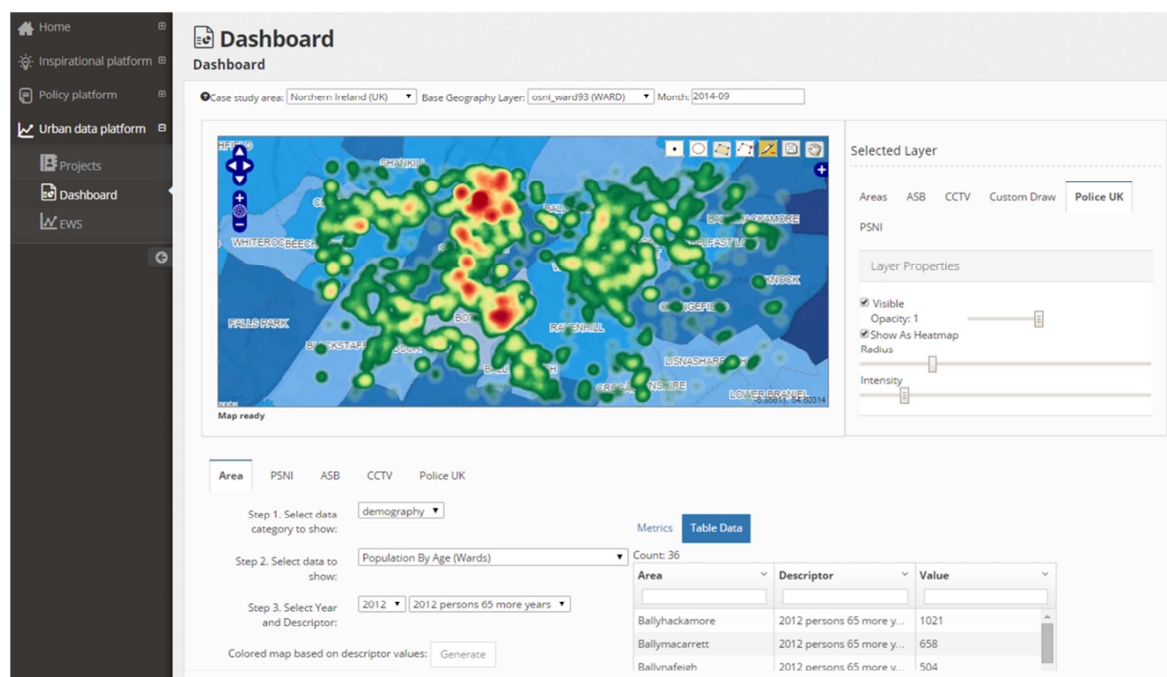 Home
Inspirational platform
Policy platform
Urban data platform
Projects
Dashboard
EWS
Dashboard
Dashboard
Case study area: Northern Ireland (UK) Base Geography Layer: osni_ward93 (WARD) Month: 2014-09
SHANKILL
KNOCK
FALLS PARK
RAVENHILL
LOWER BRANIEL
Map ready
Selected Layer
Areas ASB CCTV Custom Draw Police UK
PSNI
Layer Properties
Visible
Opacity: 1
Show As Heatmap
Radius
Intensity
Area PSNI ASB CCTV Police UK
Step 1. Select data
category to show:
demography
Step 2. Select data to
show:
Population By Age (Wards)
Step 3. Select Year
and Descriptor:
2012 2012 persons 65 more years
Colored map based on descriptor values: Generate
Metrics Table Data
Count: 36
Area Descriptor Value
Ballyhackamore 2012 persons 65 more y... 1021
Ballymacarrett 2012 persons 65 more y... 658
Ballynafeigh 2012 persons 65 more y... 504